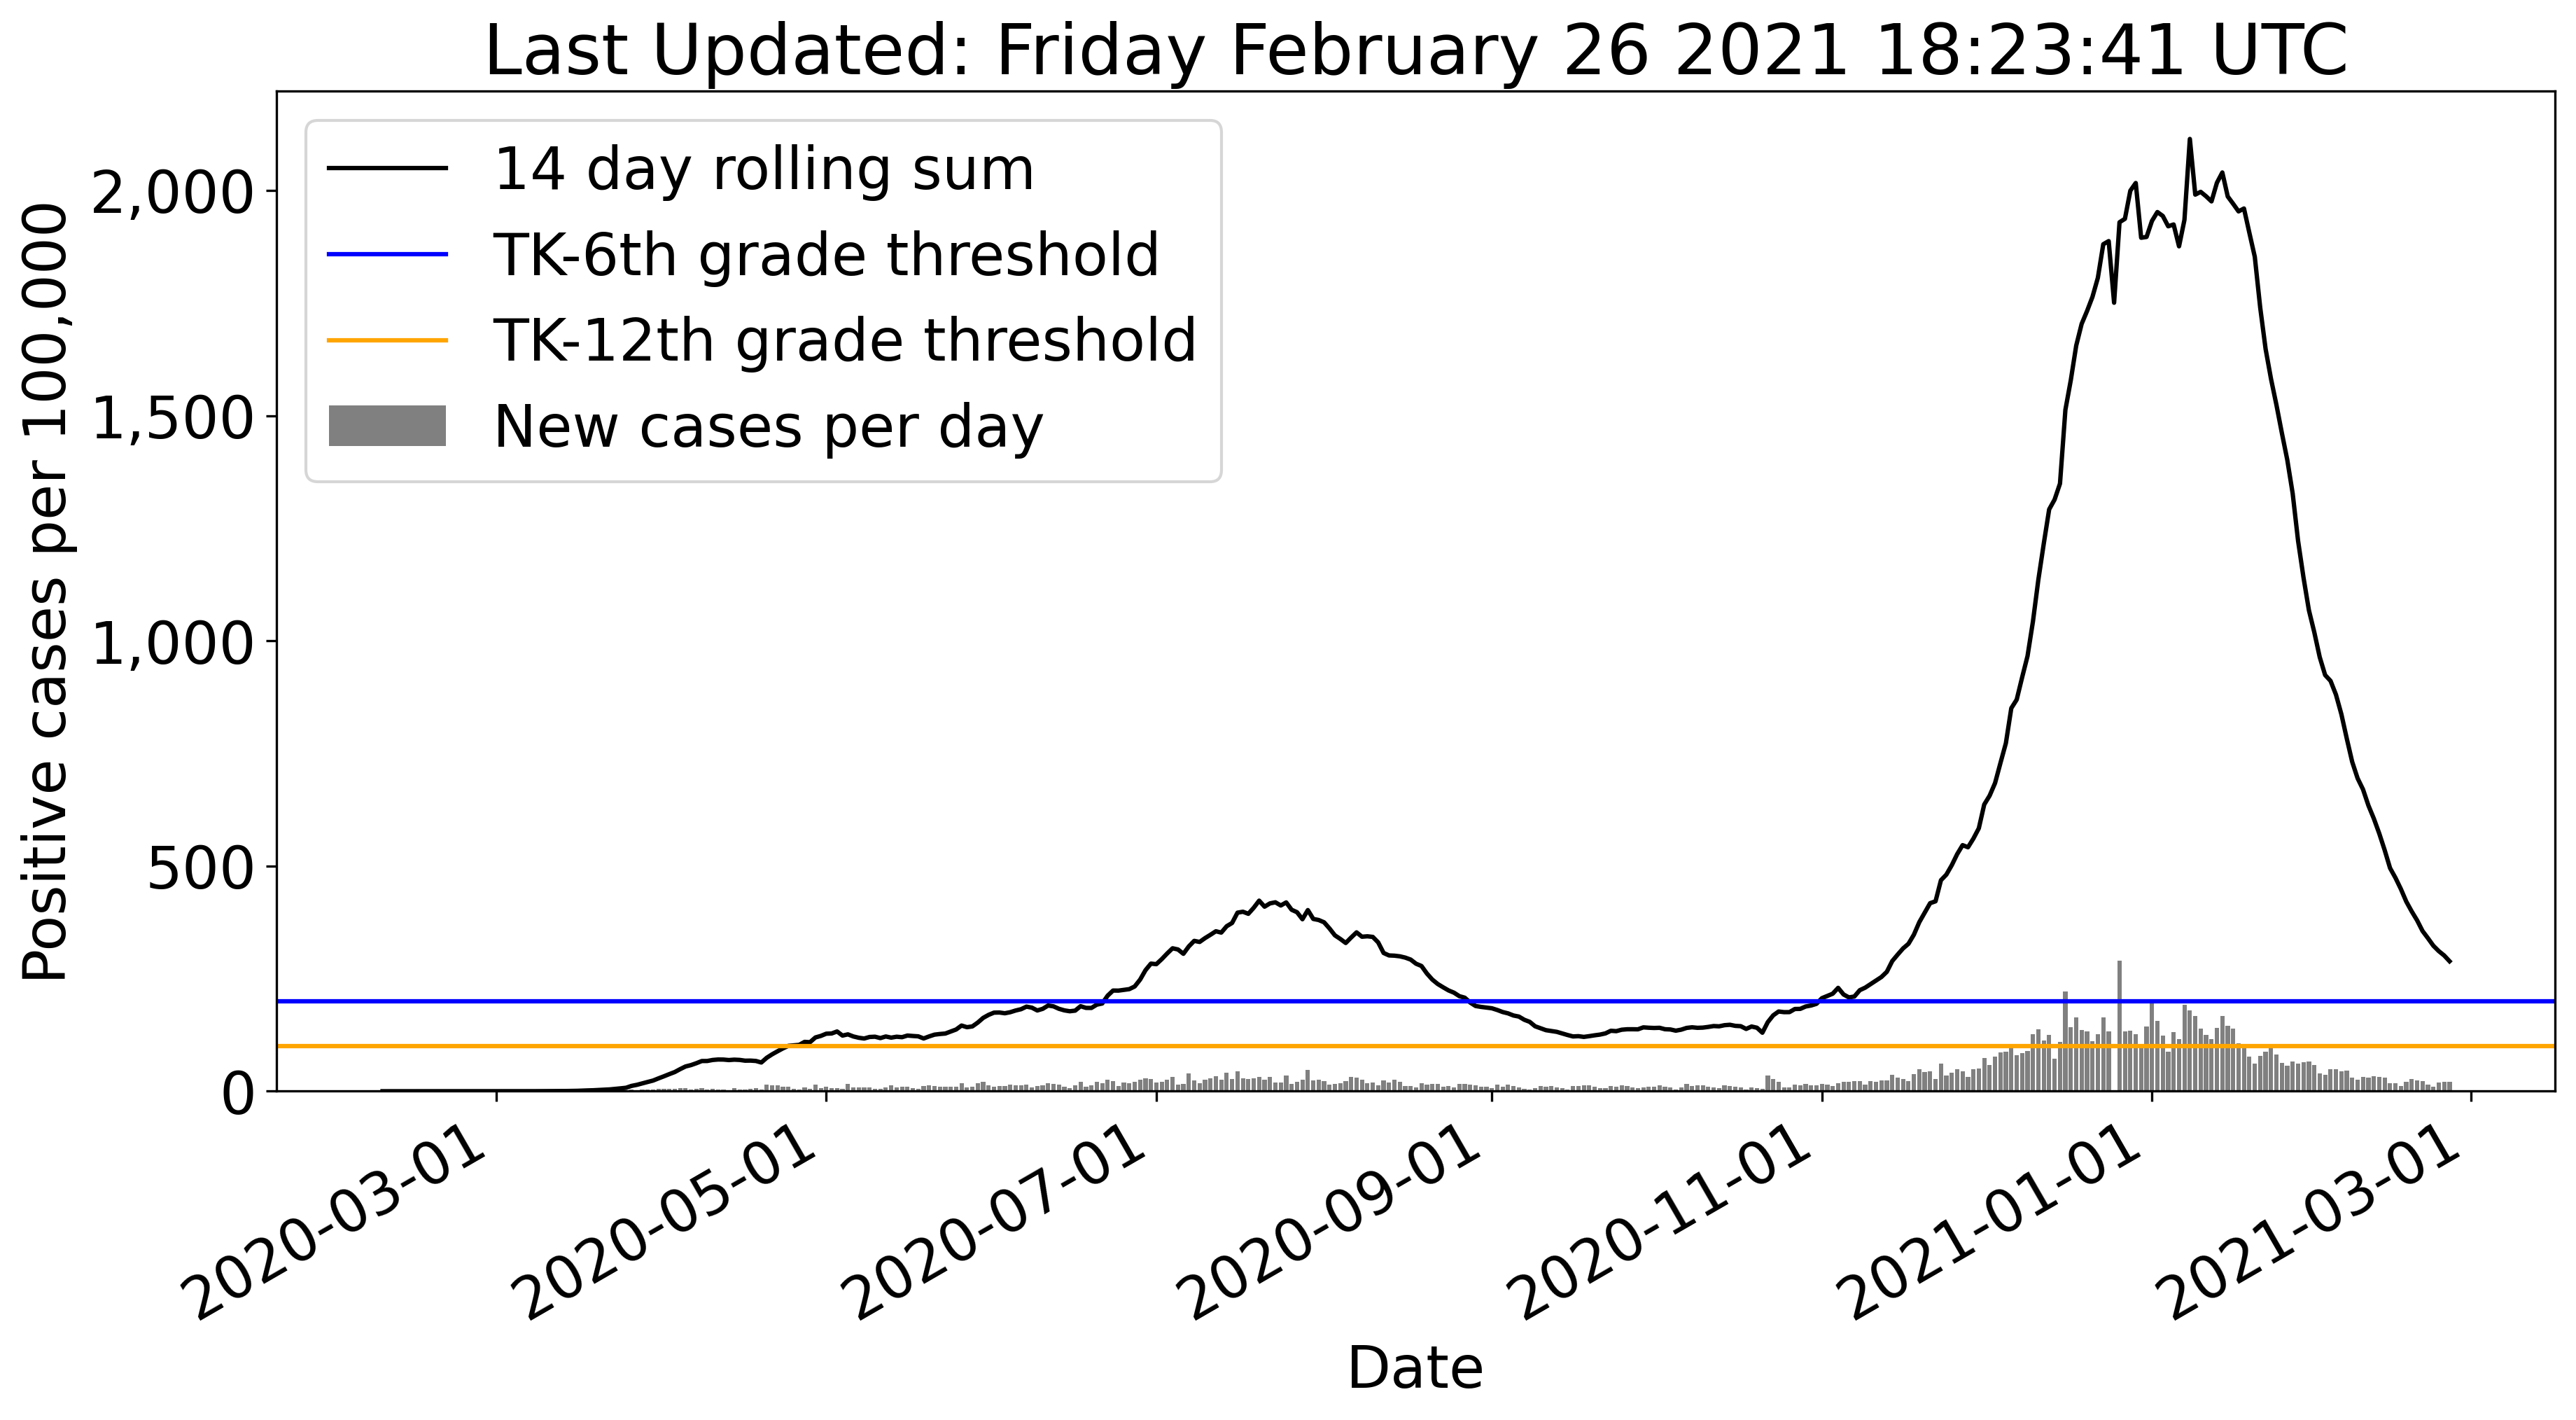 Last Updated: Friday February 26 2021 18:23:41 UTC
14 day rolling sum
TK-6th grade threshold
TK-12th grade threshold
New cases per day
Positive cases per 100,000
2,000
1,500
1,000
500
0
2020-03-01
2020-05-01
2020-07-01
2020-09-01
2020-11-01
2021-01-01
2021-03-01
Date